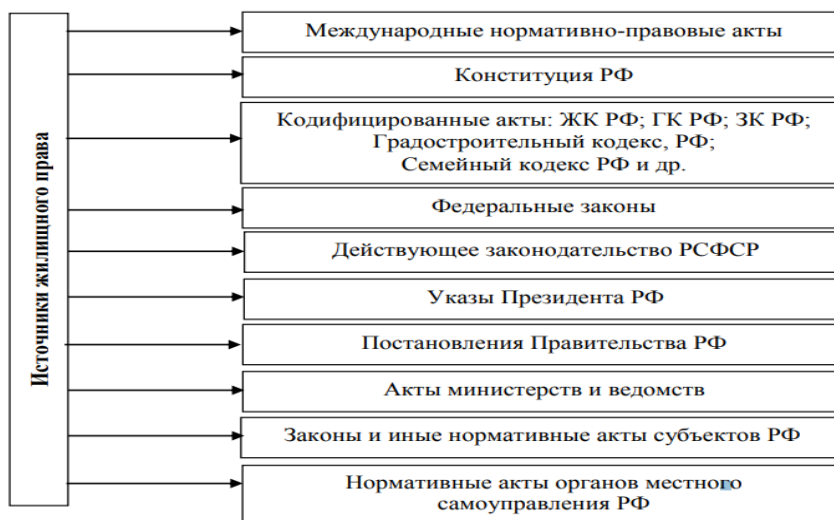 Источники жилищного права
Международные нормативно-правовые акты
Конституция РФ
Кодифицированные акты: ЖК РФ; ГК РФ; ЗК РФ;
Градостроительный кодекс, РФ;
Семейный кодекс РФ и др.
Федеральные законы
Действующее законодательство РСФСР
Указы Президента РФ
Постановления Правительства РФ
Акты министерств и ведомств
Законы и иные нормативные акты субъектов РФ
Нормативные акты органов местного
самоуправления РФ